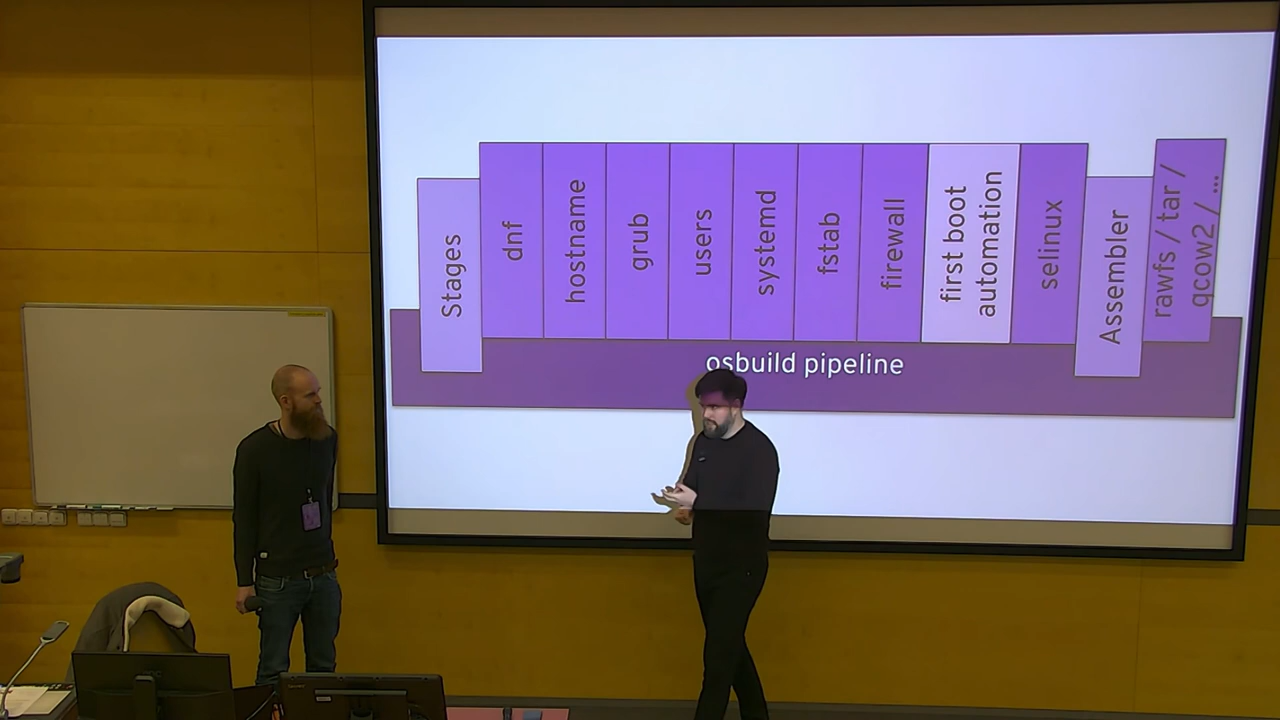 Stages
dnf
hostname
grub
users
systemd
fstab
firewall
first boot
automation
selinux
Assembler
rawfs / tar /
qcow2 / ...
osbuild pipeline